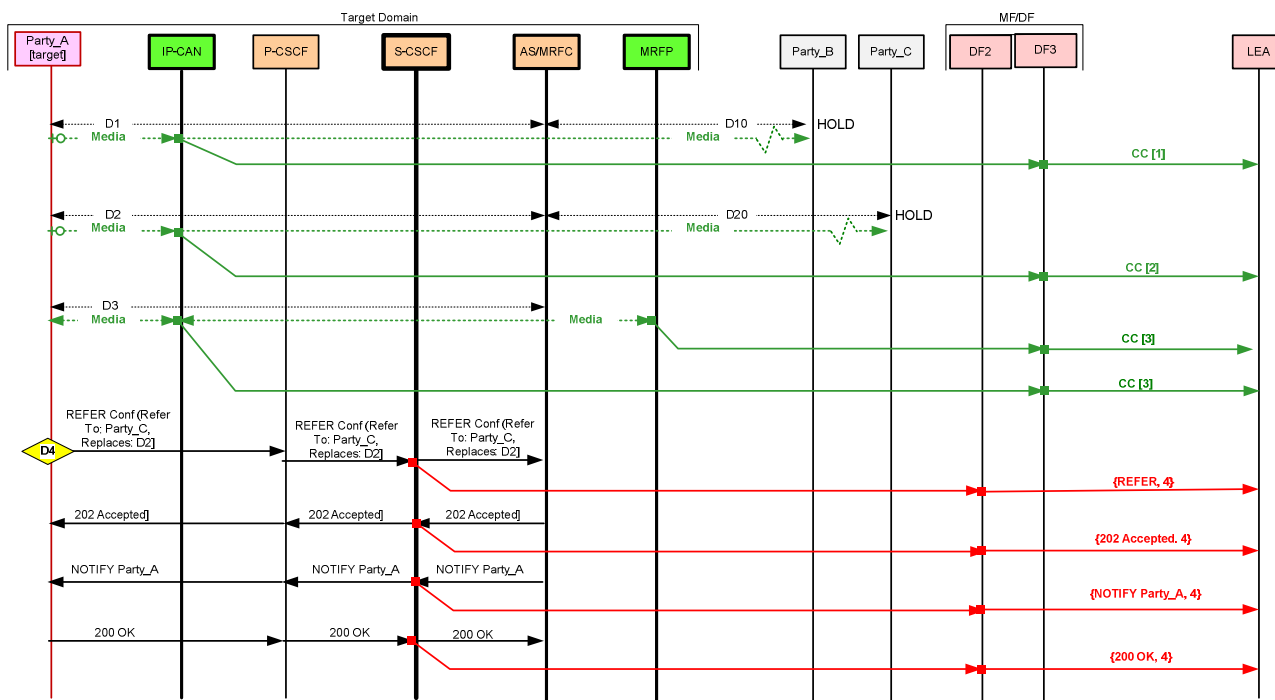 Target Domain
MF/DF
Party_A
[target]
IP-CAN
P-CSCF
S-CSCF
AS/MRFC
MRFP
Party_B
Party_C
DF2
DF3
LEA
D1
D10
HOLD
Media
Media
CC [1]
D2
D20
HOLD
Media
Media
CC [2]
D3
Media
Media
CC [3]
CC [3]
REFER Conf (Refer
To: Party_C,
Replaces: D2]
REFER Conf (Refer
To: Party_C,
Replaces: D2]
REFER Conf (Refer
To: Party_C,
Replaces: D2]
D4
{REFER, 4}
202 Accepted]
202 Accepted]
202 Accepted]
{202 Accepted, 4}
NOTIFY Party_A
NOTIFY Party_A
NOTIFY Party_A
{NOTIFY Party_A, 4}
200 OK
200 OK
200 OK
{200 OK, 4}